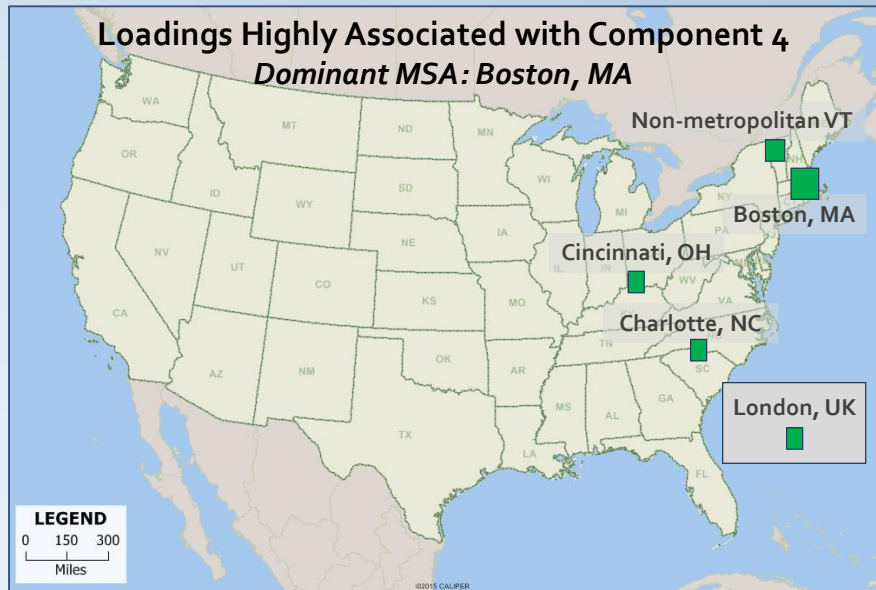 Loadings Highly Associated with Component 4
Dominant MSA: Boston, MA
WA
MT
ND
MN
Non-metropolitan VT
OR
ID
SD
WI
MI
NY
NH
WY
Boston, MA
NE
IA
PA
NV
UT
CO
Cincinnati, OH
IL
IN
WV
VA
CA
KS
MO
Charlotte, NC
TN
AZ
NM
OK
AR
SC
MS
AL
GA
London, UK
TX
LA
FL
LEGEND
0 150 300
Miles
©2015 CALIPER